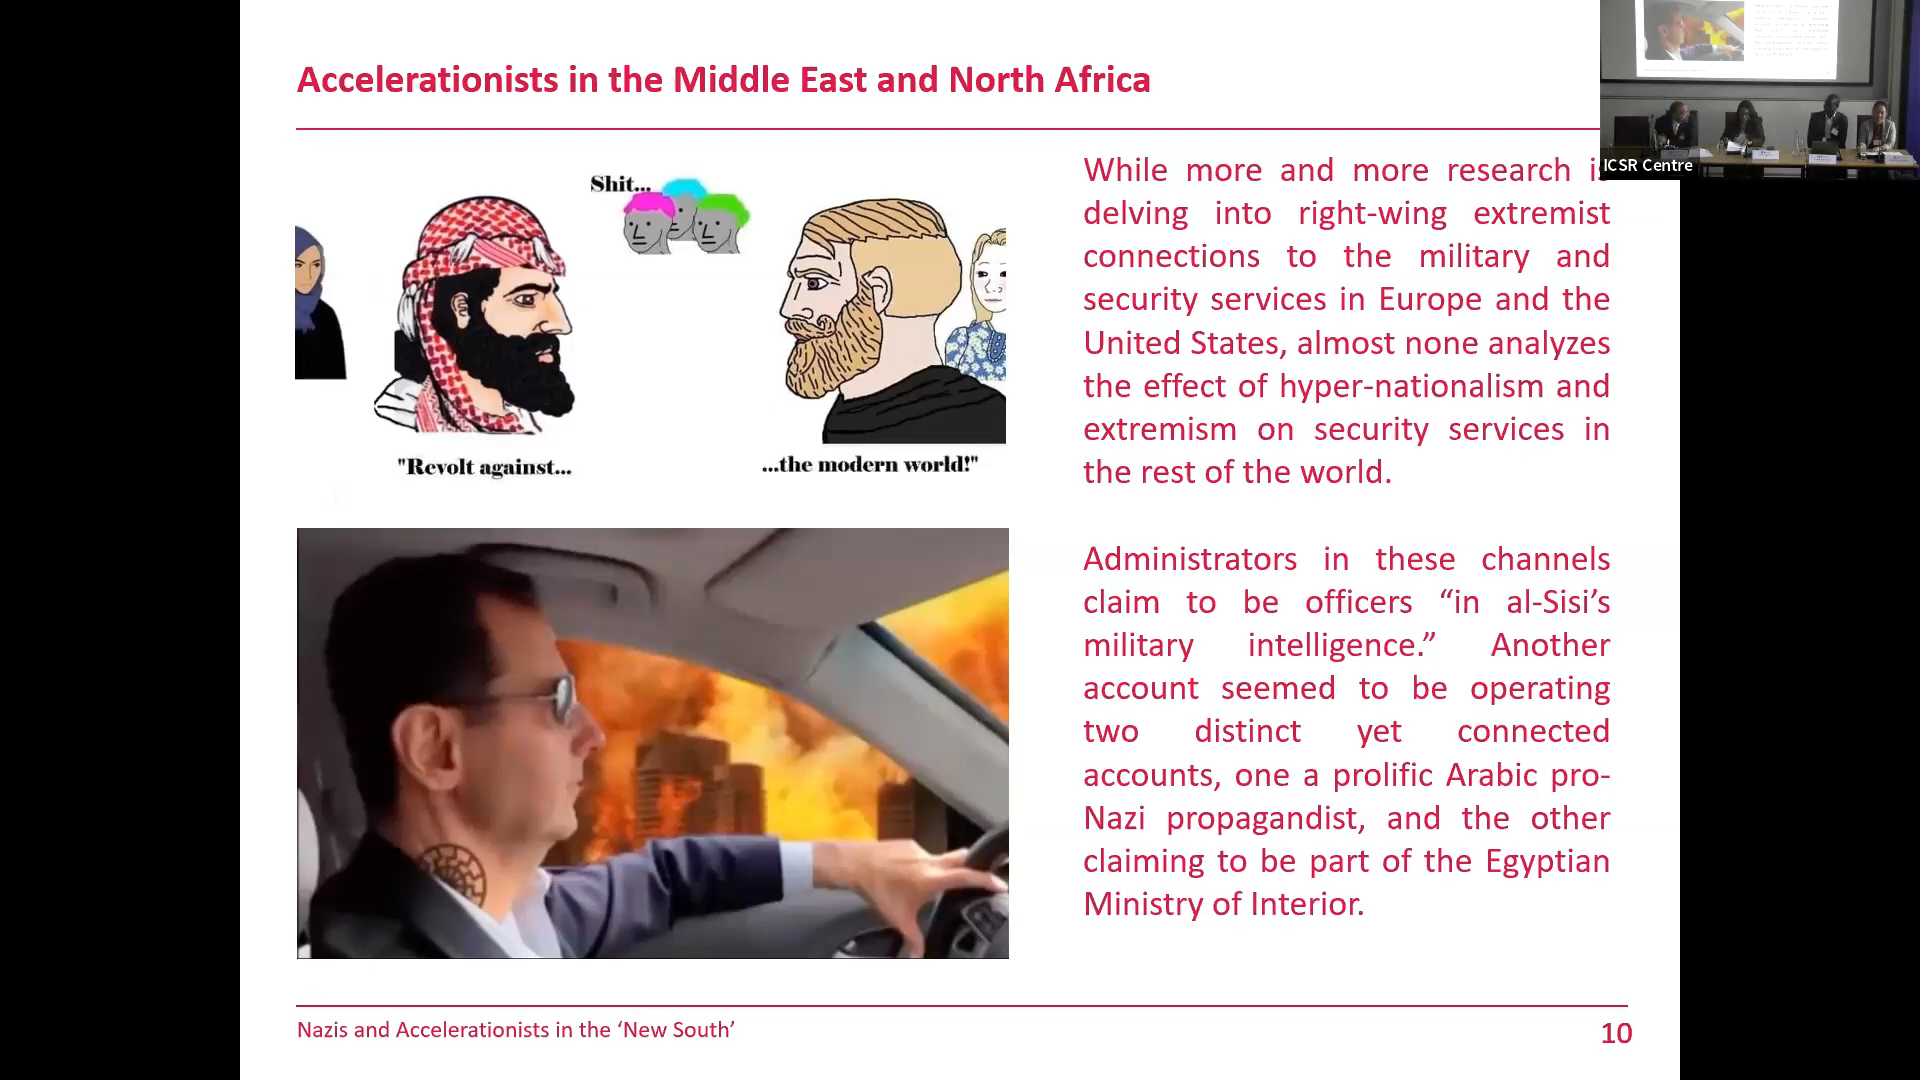 Accelerationists in the Middle East and North Africa
Shit...
"Revolt against...
...the modern world!"
While more and more research is
delving into right-wing extremist
connections to the military and
security services in Europe and the
United States, almost none analyzes
the effect of hyper-nationalism and
extremism on security services in
the rest of the world.
Administrators in these channels
claim to be officers “in al-Sisi’s
military intelligence.” Another
account seemed to be operating
two distinct yet connected
accounts, one a prolific Arabic pro-
Nazi propagandist, and the other
claiming to be part of the Egyptian
Ministry of Interior.
Nazis and Accelerationists in the ‘New South’
10
ICSR Centre